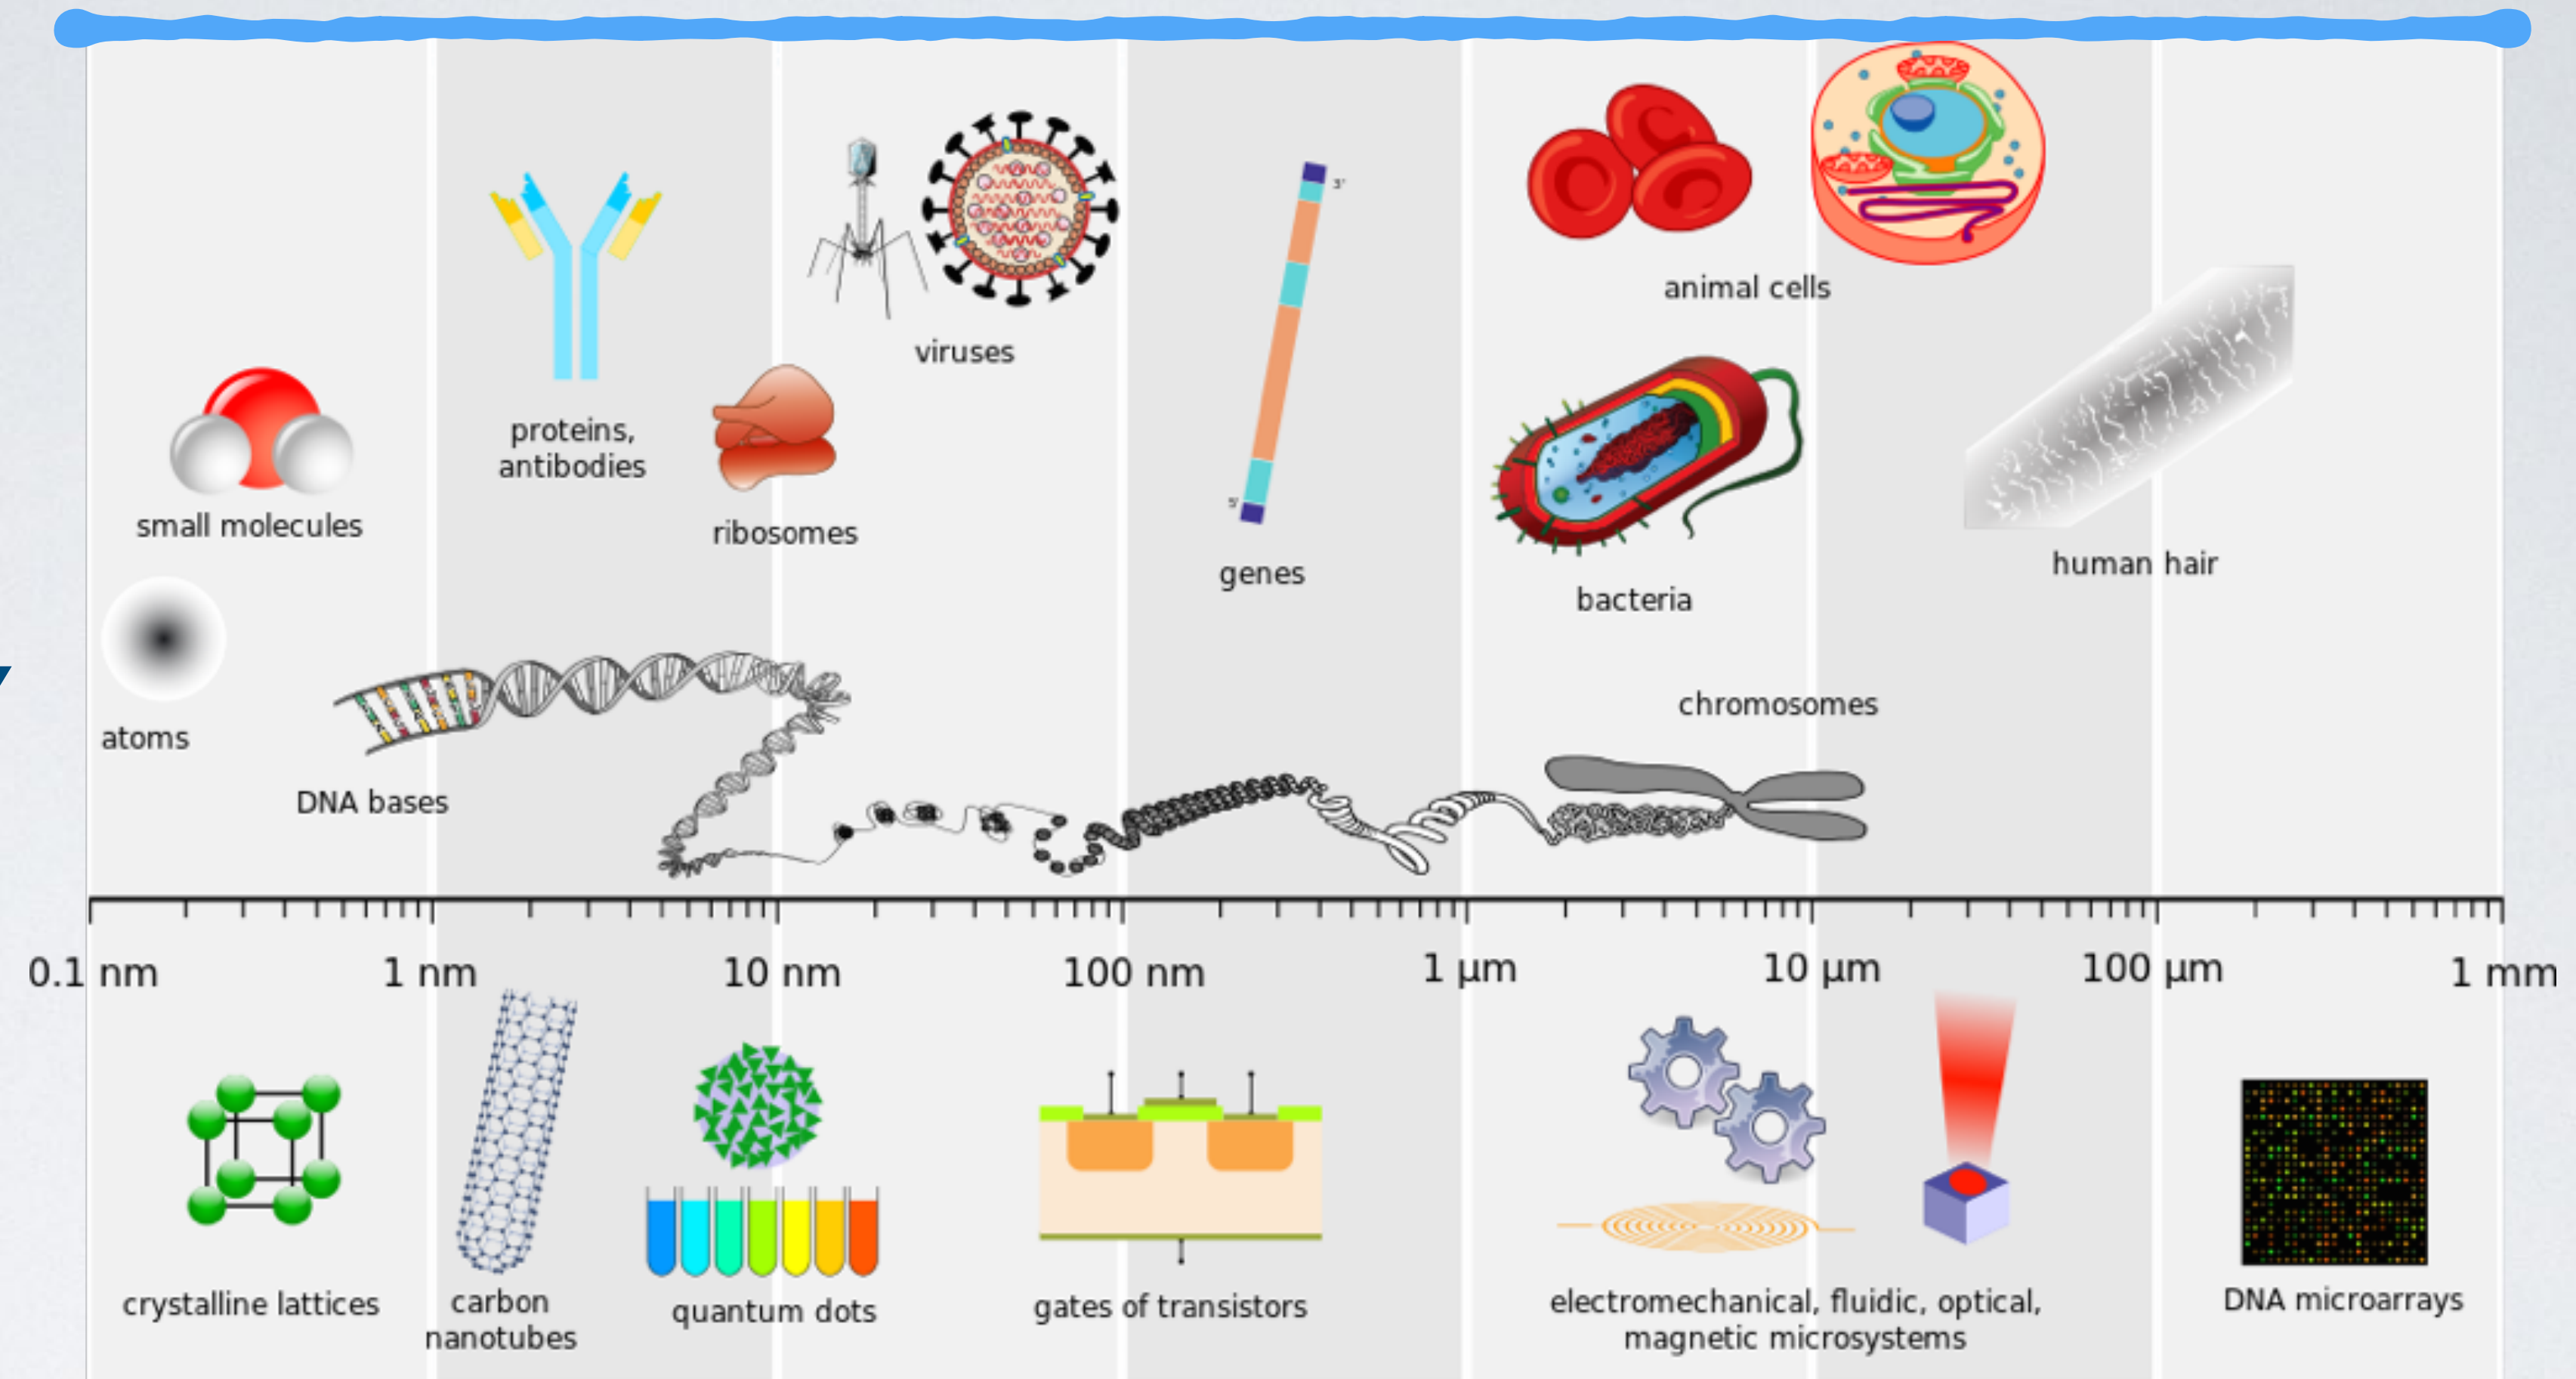 3'
animal cells
viruses
proteins,
antibodies
5'
small molecules
ribosomes
genes
human hair
bacteria
chromosomes
atoms
DNA bases
0.1 nm
1 nm
10 nm
100 nm
1 µm
10 µm
100 µm
1 mm
crystalline lattices
carbon
nanotubes
quantum dots
gates of transistors
electromechanical, fluidic, optical,
magnetic microsystems
DNA microarrays